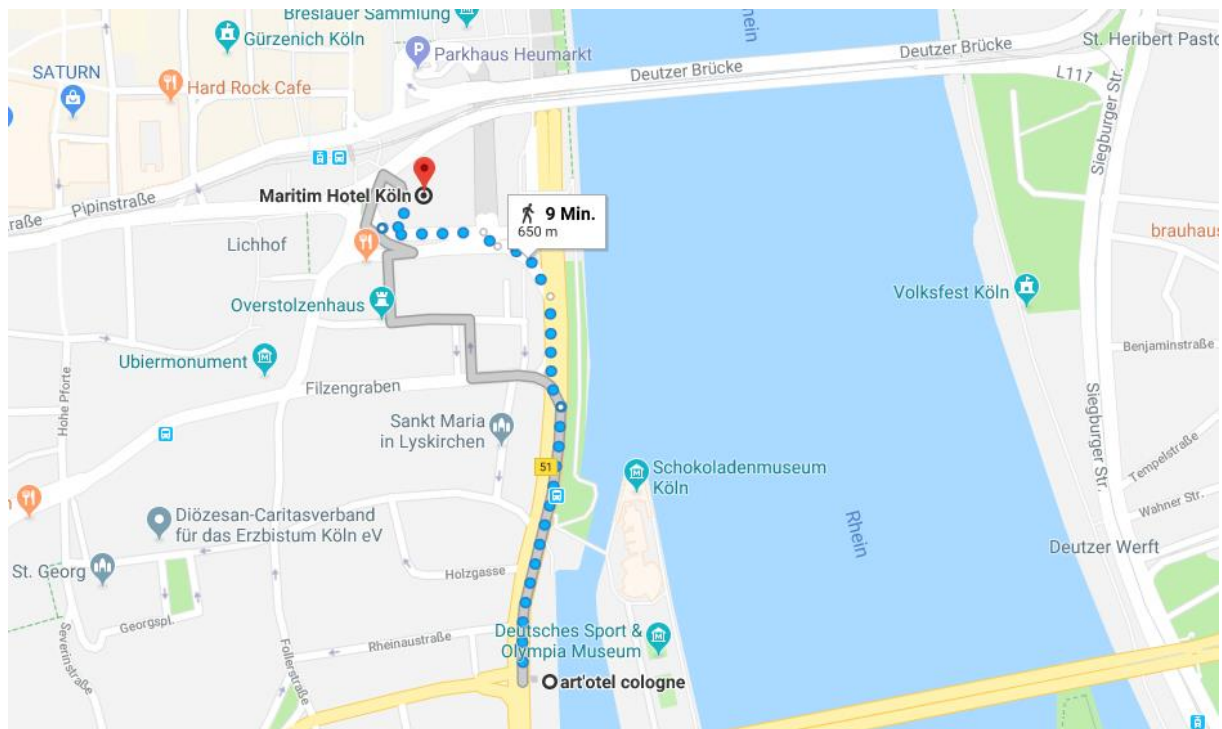 Breslauer Sammlung
Gürzenich Köln
Parkhaus Heumarkt
Rhein
Deutzer Brücke
St. Heribert Pasto
SATURN
Hard Rock Cafe
Deutzer Brücke
L111
Siegburger Str.
Maritim Hotel Köln
Pipinstraße
raße
9 Min.
650 m
Lichhof
brauhaus
Overstolzenhaus
Volksfest Köln
Ubiermonument
Benjaminstraße
Filzengraben
Hohe Pforte
Sankt Maria
in Lyskirchen
Siegburger Str.
51
Schokoladenmuseum
Köln
Tempelstraße
Wahner Str.
n
Diözesan-Caritasverband
für das Erzbistum Köln eV
Rhein
Deutzer Werft
St. Georg
Holzgasse
Georgspl.
Severinstraße
Follerstraße
Rheinaustraße
Deutsches Sport &
Olympia Museum
art'otel cologne